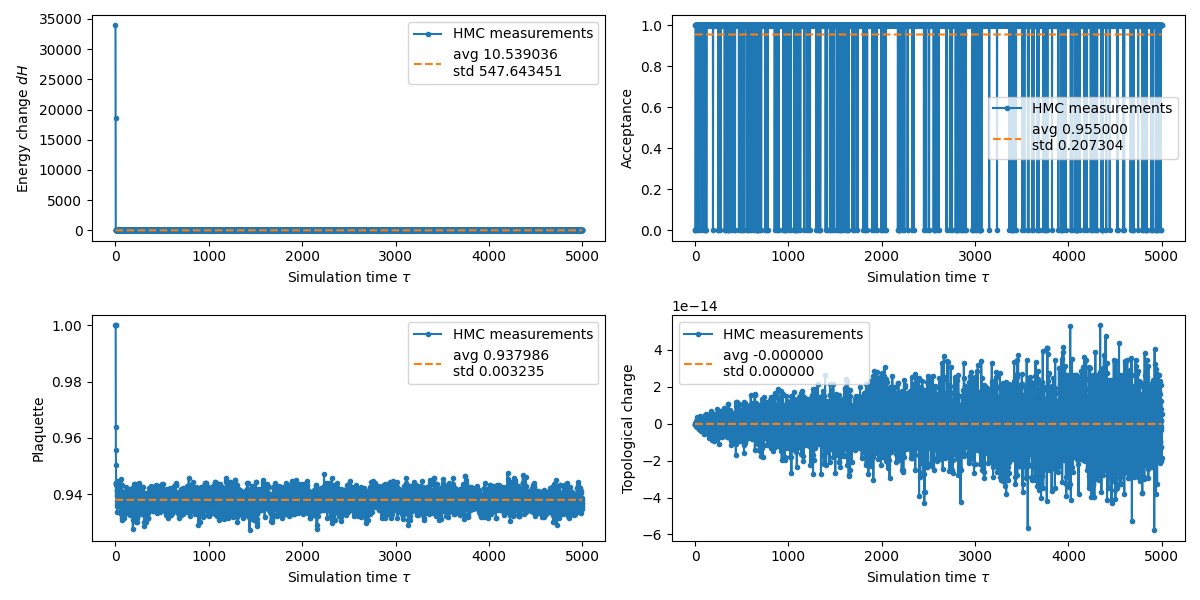 35000
30000
25000
20000
15000
10000
5000
0
Energy change dH
HMC measurements
avg 10.539036
std 547.643451
0 1000 2000 3000 4000 5000
Simulation time τ
1.0
0.8
0.6
0.4
0.2
0.0
Acceptance
HMC measurements
avg 0.955000
std 0.207304
0 1000 2000 3000 4000 5000
Simulation time τ
1.00
0.98
0.96
0.94
Plaquette
HMC measurements
avg 0.937986
std 0.003235
0 1000 2000 3000 4000 5000
Simulation time τ
1e−14
4
2
0
−2
−4
−6
Topological charge
HMC measurements
avg -0.000000
std 0.000000
0 1000 2000 3000 4000 5000
Simulation time τ